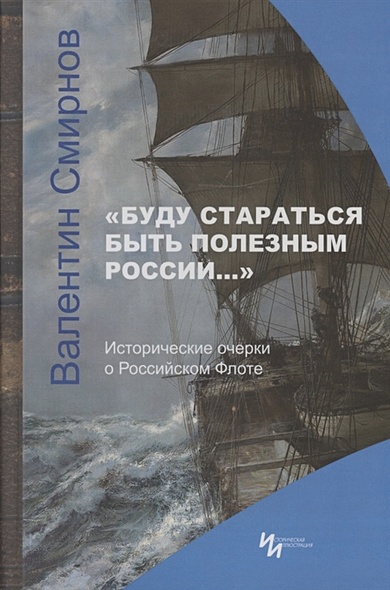 Валентин Смирнов
«БУДУ СТАРАТЬСЯ
БЫТЬ ПОЛЕЗНЫМ
РОССИИ...»
Исторические очерки
о Российском Флоте
ИСТОРИЧЕСКАЯ
ИЛЛЮСТРАЦИЯ